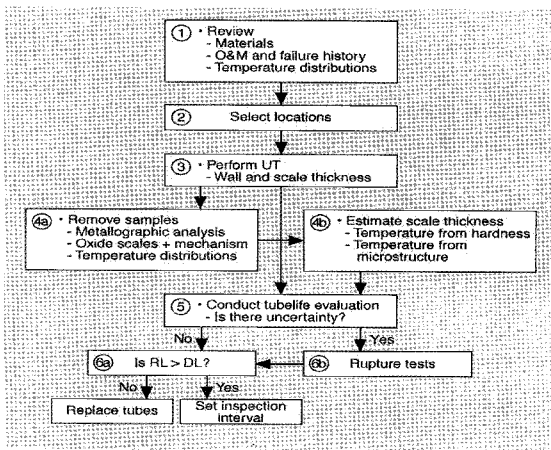 1 • Review
- Materials
- O&M and failure history
- Temperature distributions
2 Select locations
3 • Perform UT
- Wall and scale thickness
4a • Remove samples
- Metallographic analysis
- Oxide scales + mechanism
- Temperature distributions
4b • Estimate scale thickness
- Temperature from hardness
- Temperature from
microstructure
5 • Conduct tubelife evaluation
- Is there uncertainty?
No
Yes
6a Is RL > DL?
6b Rupture tests
No
Yes
Replace tubes
Set inspection
interval